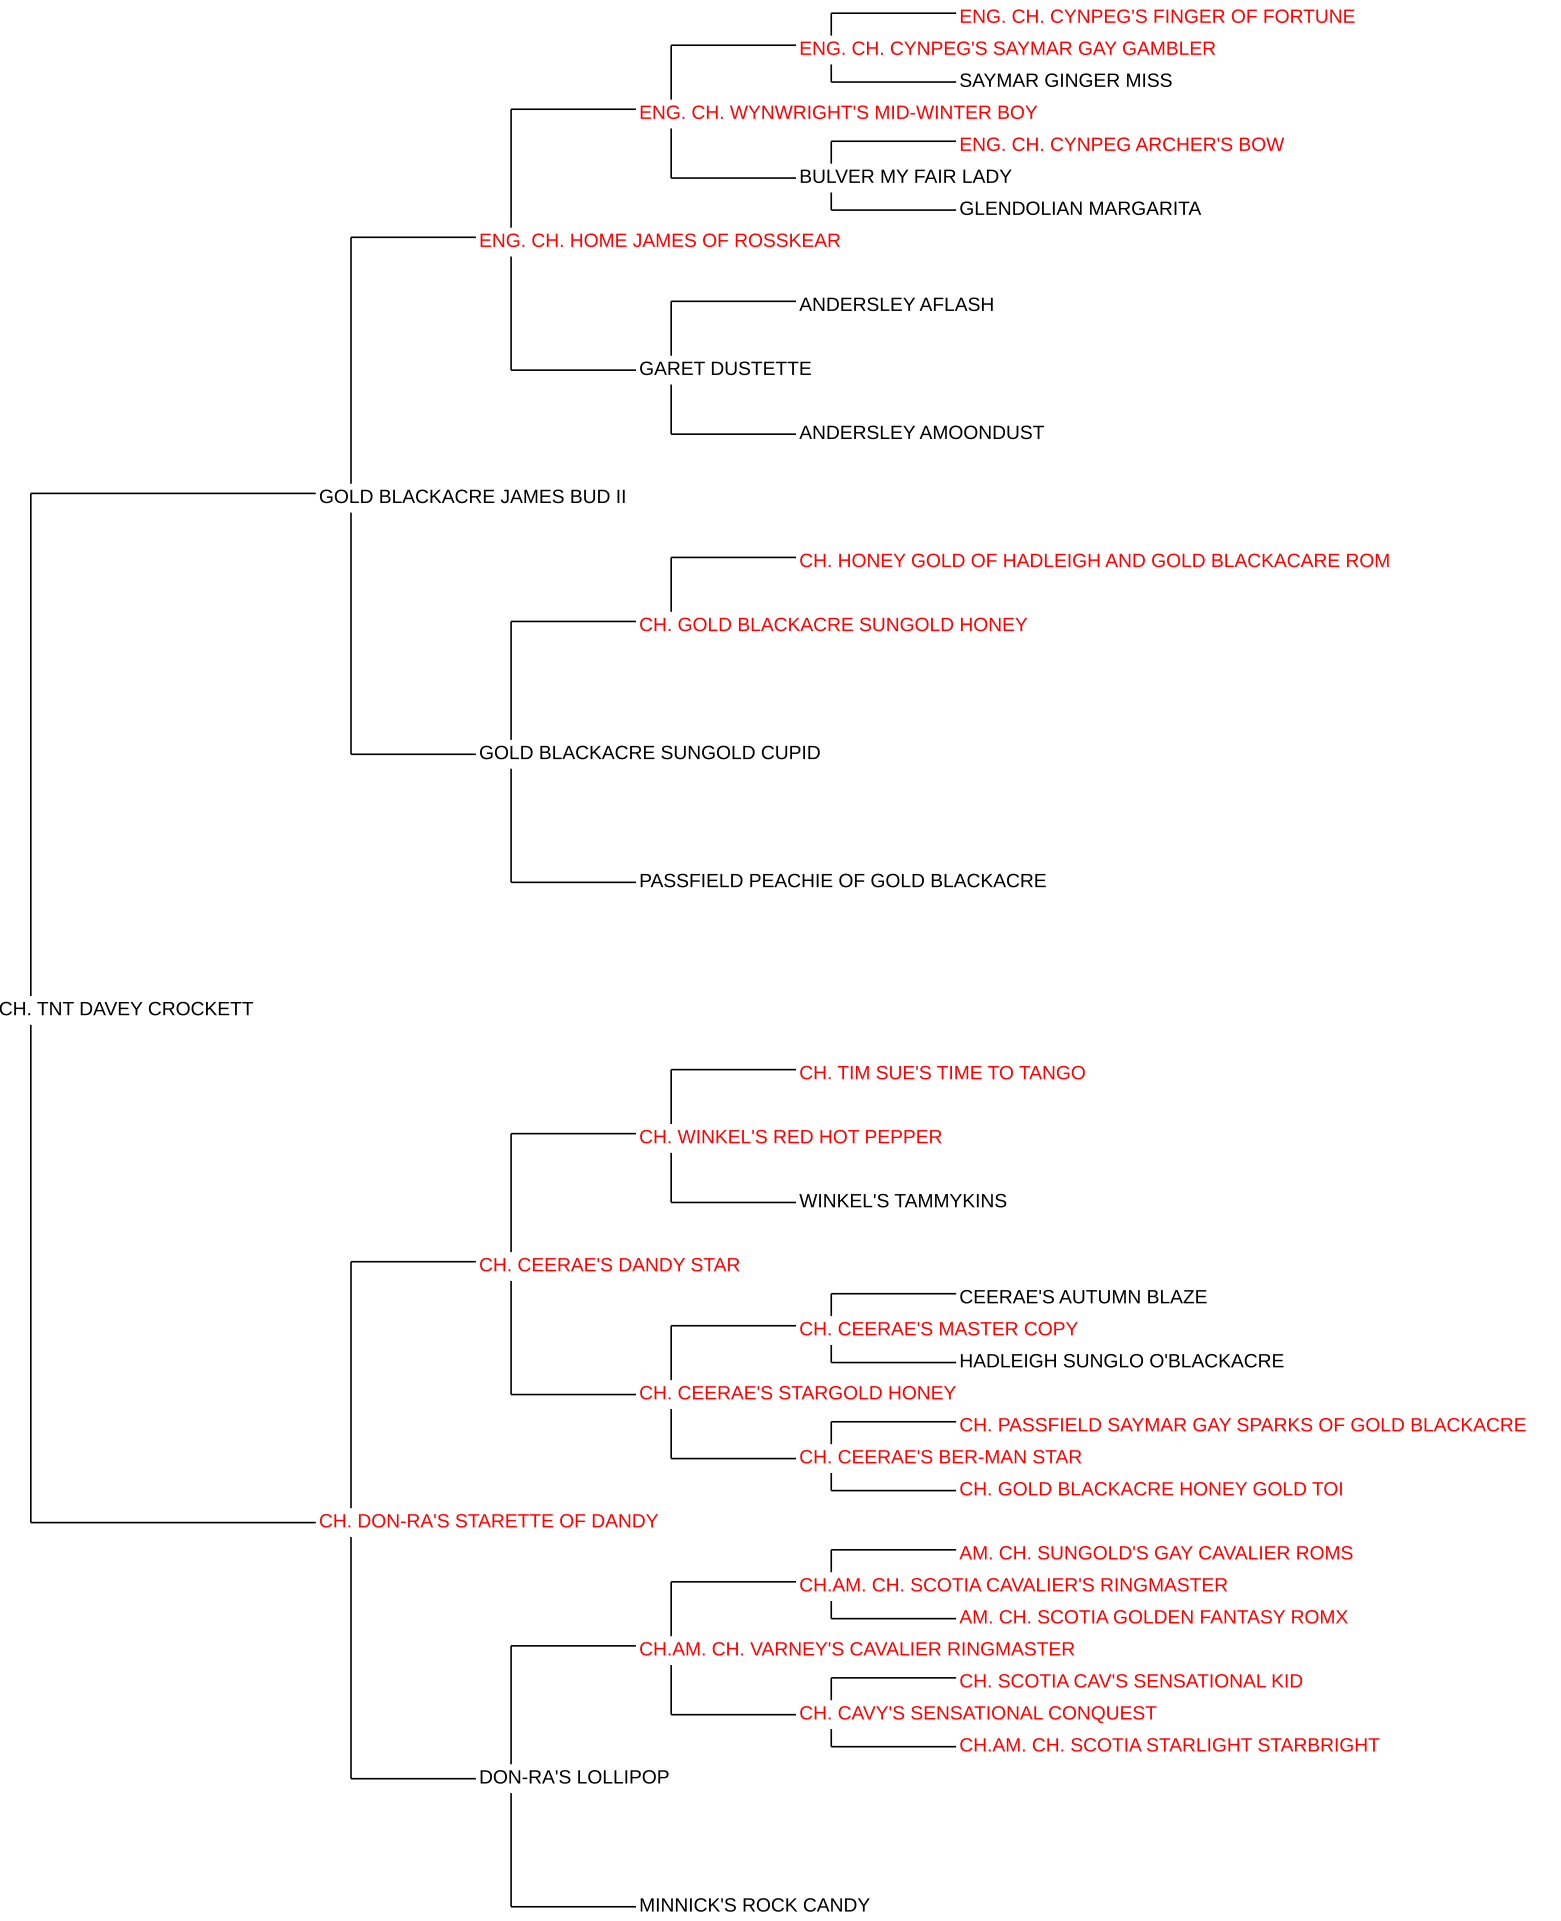 ENG. CH. CYNPEG'S FINGER OF FORTUNE
ENG. CH. CYNPEG'S SAYMAR GAY GAMBLER
SAYMAR GINGER MISS
ENG. CH. WYNWRIGHT'S MID-WINTER BOY
ENG. CH. CYNPEG ARCHER'S BOW
BULVER MY FAIR LADY
GLENDOLIAN MARGARITA
ENG. CH. HOME JAMES OF ROSSKEAR
ANDERSLEY AFLASH
GARET DUSTETTE
ANDERSLEY AMOONDUST
GOLD BLACKACRE JAMES BUD II
CH. HONEY GOLD OF HADLEIGH AND GOLD BLACKACARE ROM
CH. GOLD BLACKACRE SUNGOLD HONEY
GOLD BLACKACRE SUNGOLD CUPID
PASSFIELD PEACHIE OF GOLD BLACKACRE
CH. TNT DAVEY CROCKETT
CH. TIM SUE'S TIME TO TANGO
CH. WINKEL'S RED HOT PEPPER
WINKEL'S TAMMYKINS
CH. CEERAE'S DANDY STAR
CEERAE'S AUTUMN BLAZE
CH. CEERAE'S MASTER COPY
HADLEIGH SUNGLO O'BLACKACRE
CH. CEERAE'S STARGOLD HONEY
CH. PASSFIELD SAYMAR GAY SPARKS OF GOLD BLACKACRE
CH. CEERAE'S BER-MAN STAR
CH. GOLD BLACKACRE HONEY GOLD TOI
CH. DON-RA'S STARETTE OF DANDY
AM. CH. SUNGOLD'S GAY CAVALIER ROMS
CH.AM. CH. SCOTIA CAVALIER'S RINGMASTER
AM. CH. SCOTIA GOLDEN FANTASY ROMX
CH.AM. CH. VARNEY'S CAVALIER RINGMASTER
CH. SCOTIA CAV'S SENSATIONAL KID
CH. CAVY'S SENSATIONAL CONQUEST
CH.AM. CH. SCOTIA STARLIGHT STARBRIGHT
DON-RA'S LOLLIPOP
MINNICK'S ROCK CANDY